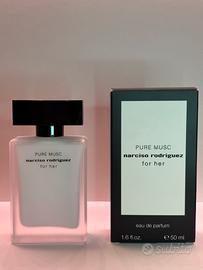 PURE MUSC
narciso rodriguez
for her
PURE MUSC
narciso rodriguez
for her
eau de parfum
1.6 fl.oz. e 50 ml
subito